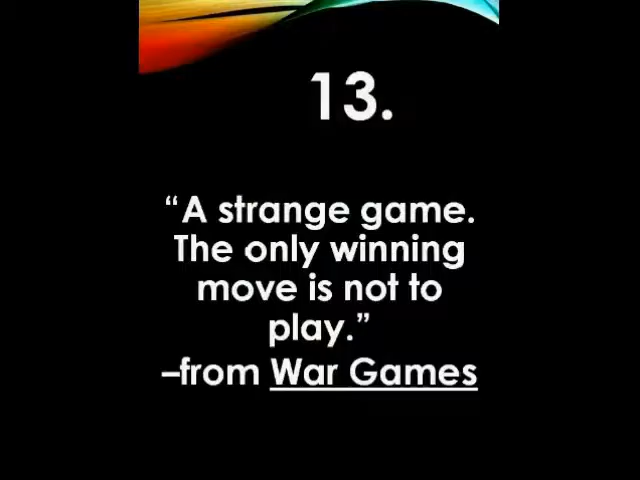 13.
“A strange game.
The only winning
move is not to
play.”
–from War Games